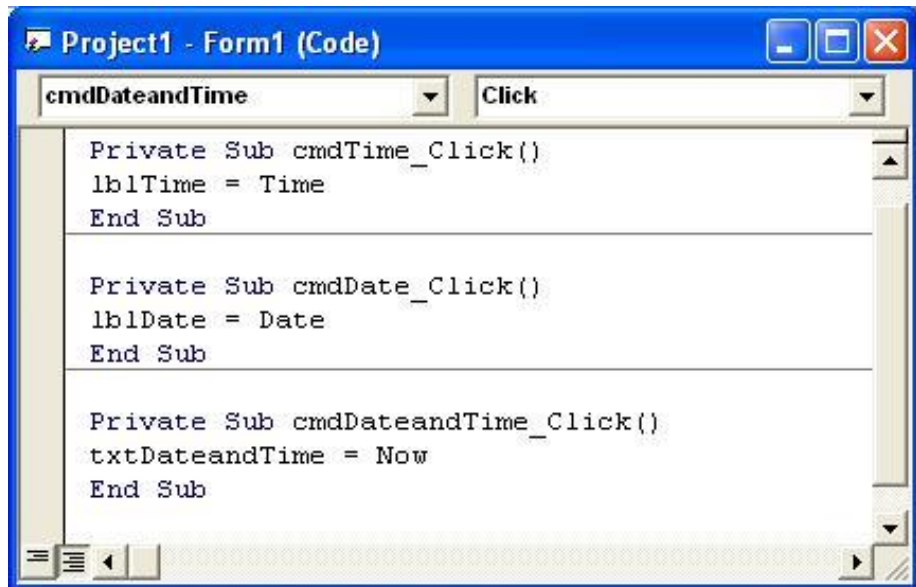 Project1 - Form1 (Code)
cmdDateandTime Click
Private Sub cmdTime_Click()
lblTime = Time
End Sub
Private Sub cmdDate_Click()
lblDate = Date
End Sub
Private Sub cmdDateandTime_Click()
txtDateandTime = Now
End Sub